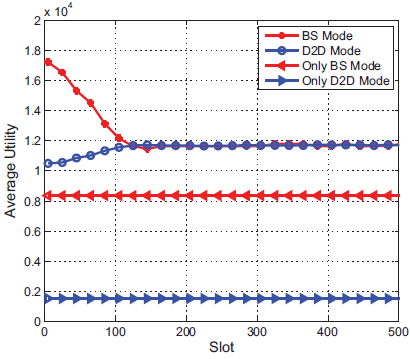 x 10⁴
2
1.8
1.6
1.4
1.2
1
0.8
0.6
0.4
0.2
0
Average Utility
BS Mode
D2D Mode
Only BS Mode
Only D2D Mode
0 100 200 300 400 500
Slot